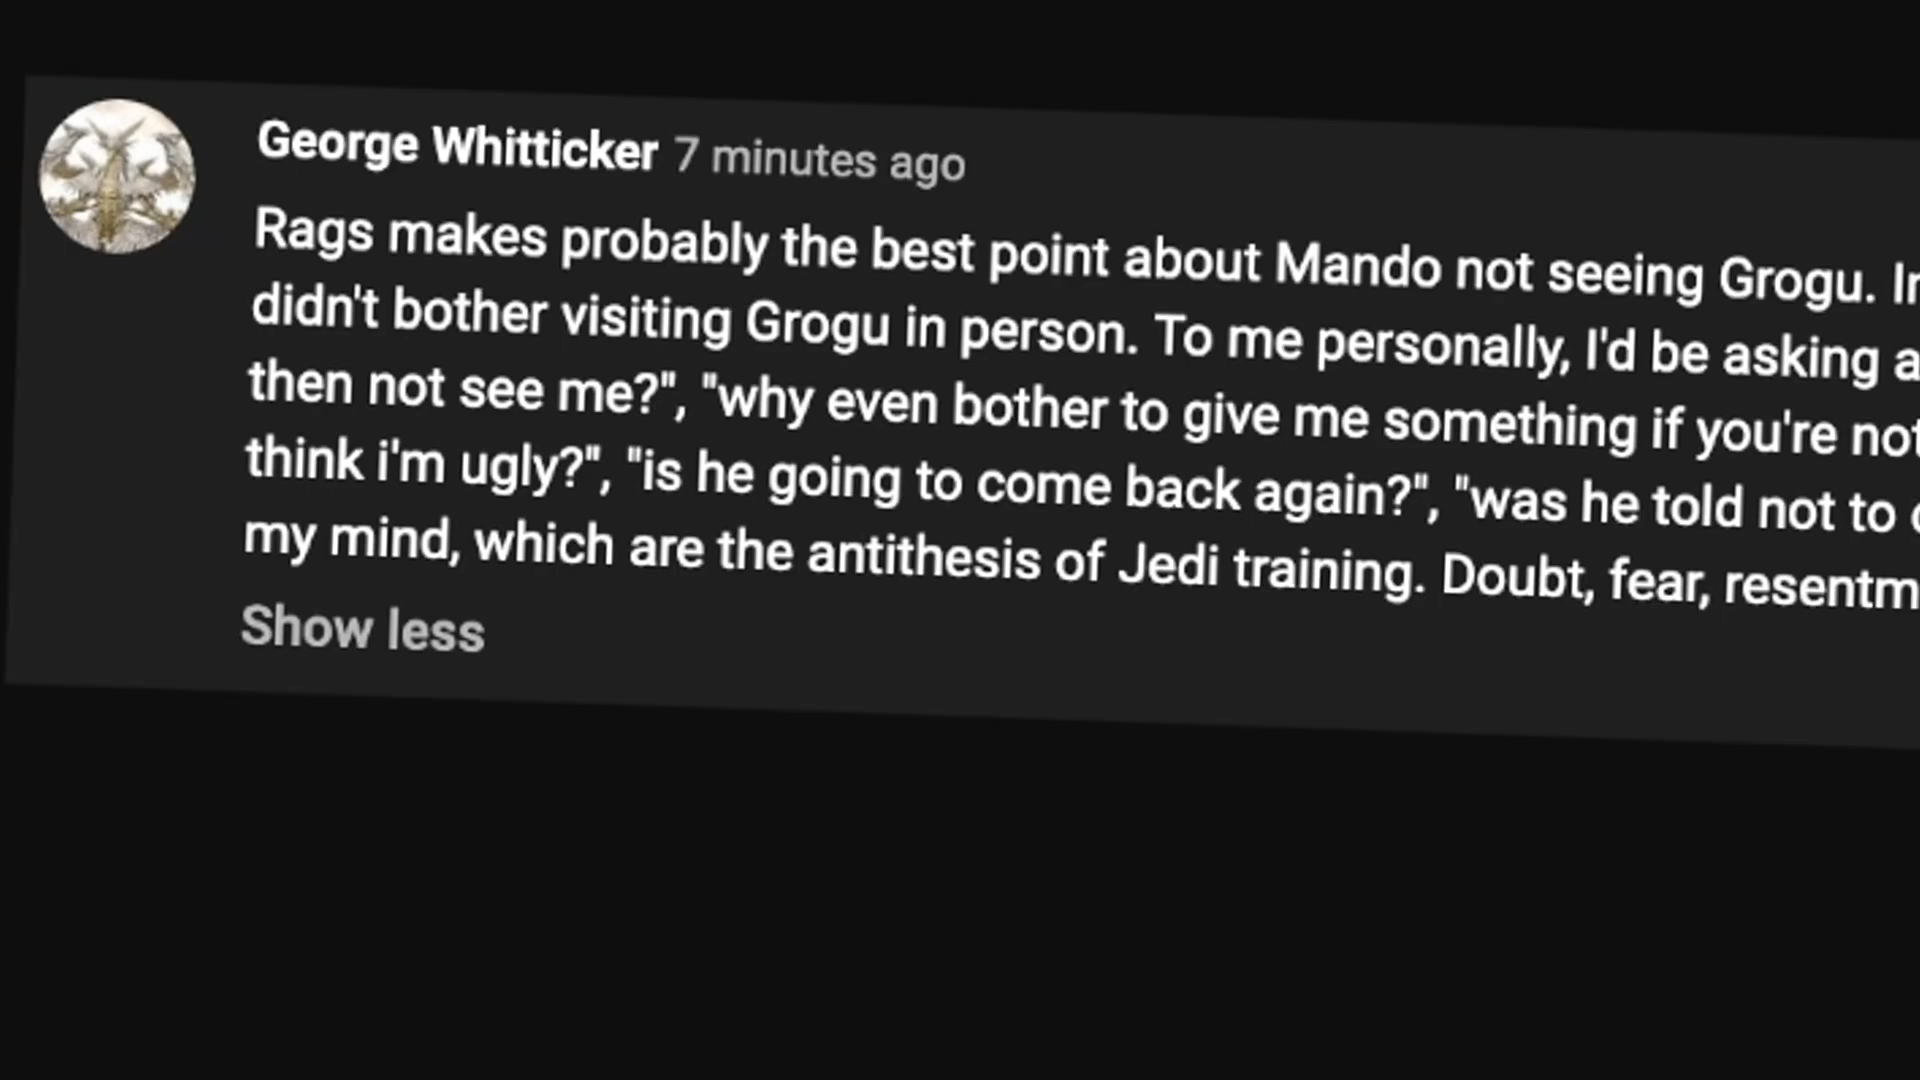 George Whitticker 7 minutes ago
Rags makes probably the best point about Mando not seeing Grogu.
didn't bother visiting Grogu in person. To me personally, I'd be asking a
then not see me?", "why even bother to give me something if you're not
think i'm ugly?", "is he going to come back again?", "was he told not to
my mind, which are the antithesis of Jedi training. Doubt, fear,
Show less